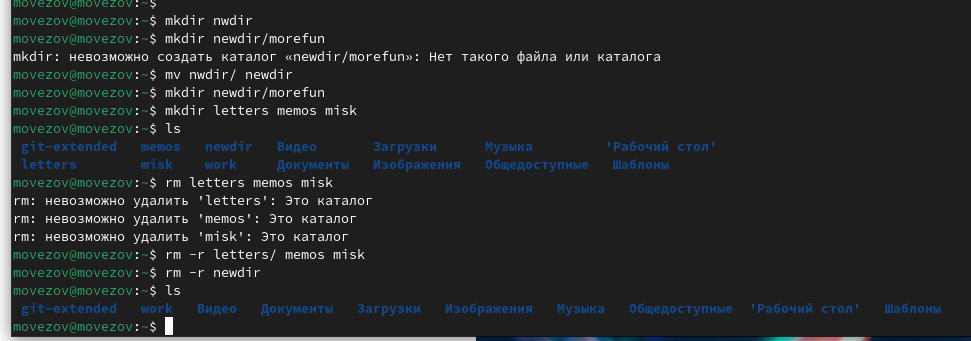 movezov@movezov:~$
movezov@movezov:~$ mkdir nwdir
movezov@movezov:~$ mkdir newdir/morefun
mkdir: невозможно создать каталог «newdir/morefun»: Нет такого файла или каталога
movezov@movezov:~$ mv nwdir/ newdir
movezov@movezov:~$ mkdir newdir/morefun
movezov@movezov:~$ mkdir letters memos misk
movezov@movezov:~$ ls
git-extended memos newdir Видео Загрузки Музыка 'Рабочий стол'
letters misk work Документы Изображения Общедоступные Шаблоны
movezov@movezov:~$ rm letters memos misk
rm: невозможно удалить 'letters': Это каталог
rm: невозможно удалить 'memos': Это каталог
rm: невозможно удалить 'misk': Это каталог
movezov@movezov:~$ rm -r letters/ memos misk
movezov@movezov:~$ rm -r newdir
movezov@movezov:~$ ls
git-extended work Видео Документы Загрузки Изображения Музыка Общедоступные 'Рабочий стол' Шаблоны
movezov@movezov:~$